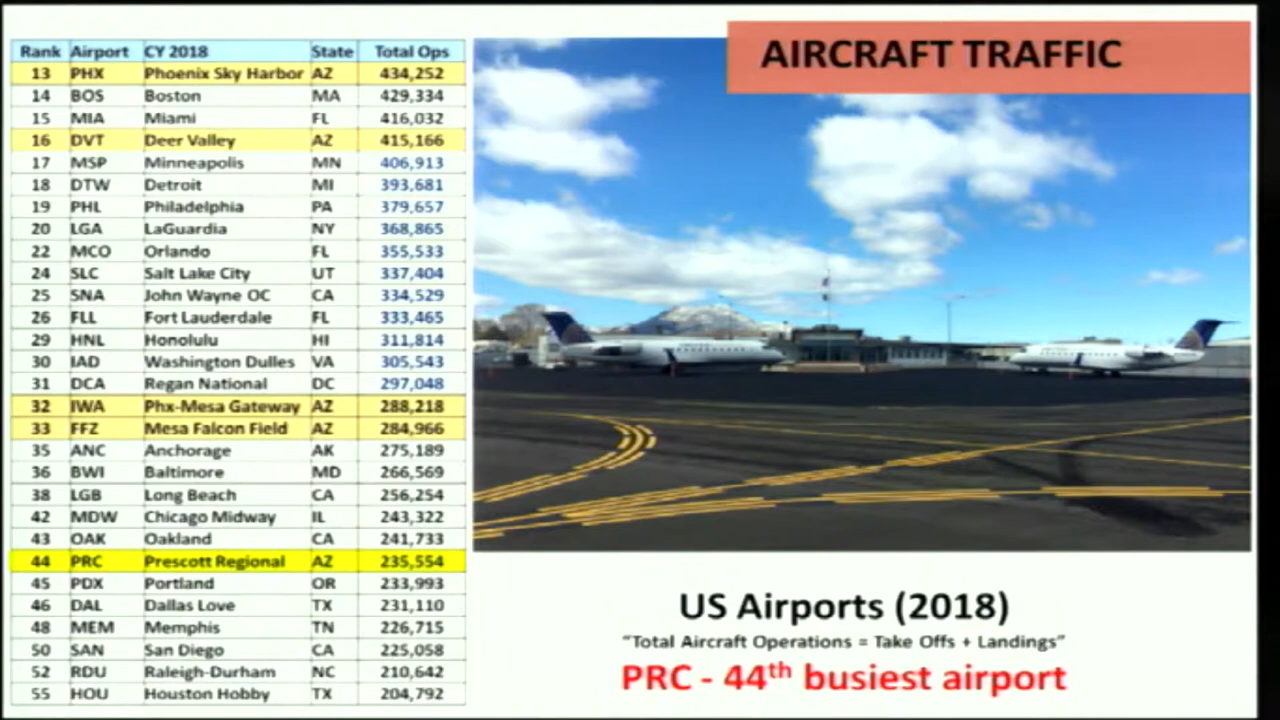 Rank Airport CY 2018 State Total Ops
13 PHX Phoenix Sky Harbor AZ 434,252
14 BOS Boston MA 429,334
15 MIA Miami FL 416,032
16 DVT Deer Valley AZ 415,166
17 MSP Minneapolis MN 406,913
18 DTW Detroit MI 393,681
19 PHL Philadelphia PA 379,657
20 LGA LaGuardia NY 368,865
22 MCO Orlando FL 355,533
24 SLC Salt Lake City UT 337,404
25 SNA John Wayne OC CA 334,529
26 FLL Fort Lauderdale FL 333,465
29 HNL Honolulu HI 311,814
30 IAD Washington Dulles VA 305,543
31 DCA Regan National DC 297,048
32 IWA Phx-Mesa Gateway AZ 288,218
33 FFZ Mesa Falcon Field AZ 284,966
35 ANC Anchorage AK 275,189
36 BWI Baltimore MD 266,569
38 LGB Long Beach CA 256,254
42 MDW Chicago Midway IL 243,322
43 OAK Oakland CA 241,733
44 PRC Prescott Regional AZ 235,554
45 PDX Portland OR 233,993
46 DAL Dallas Love TX 231,110
48 MEM Memphis TN 226,715
50 SAN San Diego CA 225,058
52 RDU Raleigh-Durham NC 210,642
55 HOU Houston Hobby TX 204,792
AIRCRAFT TRAFFIC
US Airports (2018)
"Total Aircraft Operations = Take Offs + Landings"
PRC - 44th busiest airport